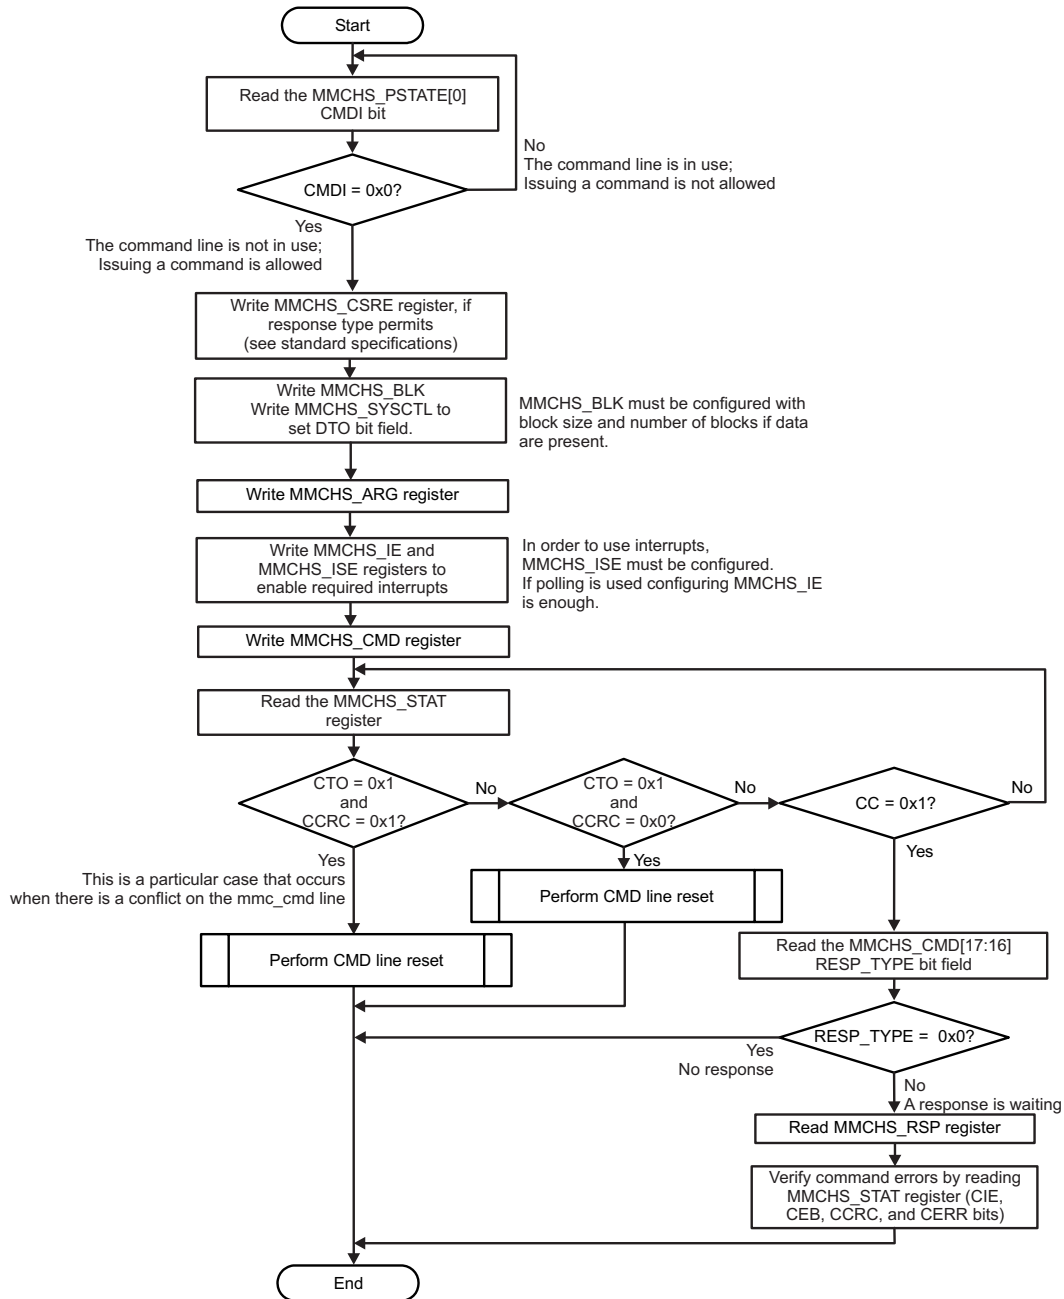 Start
Read the MMCHS_PSTATE[0]
CMDI bit
No
The command line is in use;
Issuing a command is not allowed
CMDI = 0x0?
Yes
The command line is not in use;
Issuing a command is allowed
Write MMCHS_CSRE register, if
response type permits
(see standard specifications)
Write MMCHS_BLK
Write MMCHS_SYSCTL to
set DTO bit field.
MMCHS_BLK must be configured with
block size and number of blocks if data
are present.
Write MMCHS_ARG register
Write MMCHS_IE and
MMCHS_ISE registers to
enable required interrupts
In order to use interrupts,
MMCHS_ISE must be configured.
If polling is used configuring MMCHS_IE
is enough.
Write MMCHS_CMD register
Read the MMCHS_STAT
register
CTO = 0x1
and
CCRC = 0x1?
No
CTO = 0x1
and
CCRC = 0x0?
No
CC = 0x1?
No
Yes
This is a particular case that occurs
when there is a conflict on the mmc_cmd line
Yes
Yes
Perform CMD line reset
Perform CMD line reset
Read the MMCHS_CMD[17:16]
RESP_TYPE bit field
RESP_TYPE = 0x0?
Yes
No response
No
A response is waiting
Read MMCHS_RSP register
Verify command errors by reading
MMCHS_STAT register (CIE,
CEB, CCRC, and CERR bits)
End